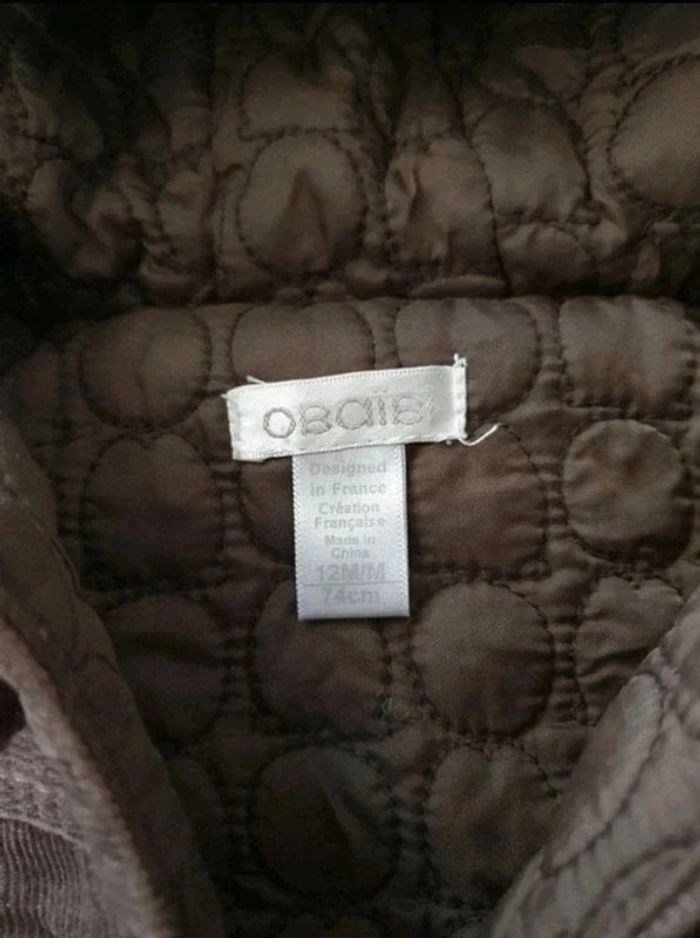 OBAÏBI
Designed
in France
Création
Française
Made in
China
12M/M
74cm